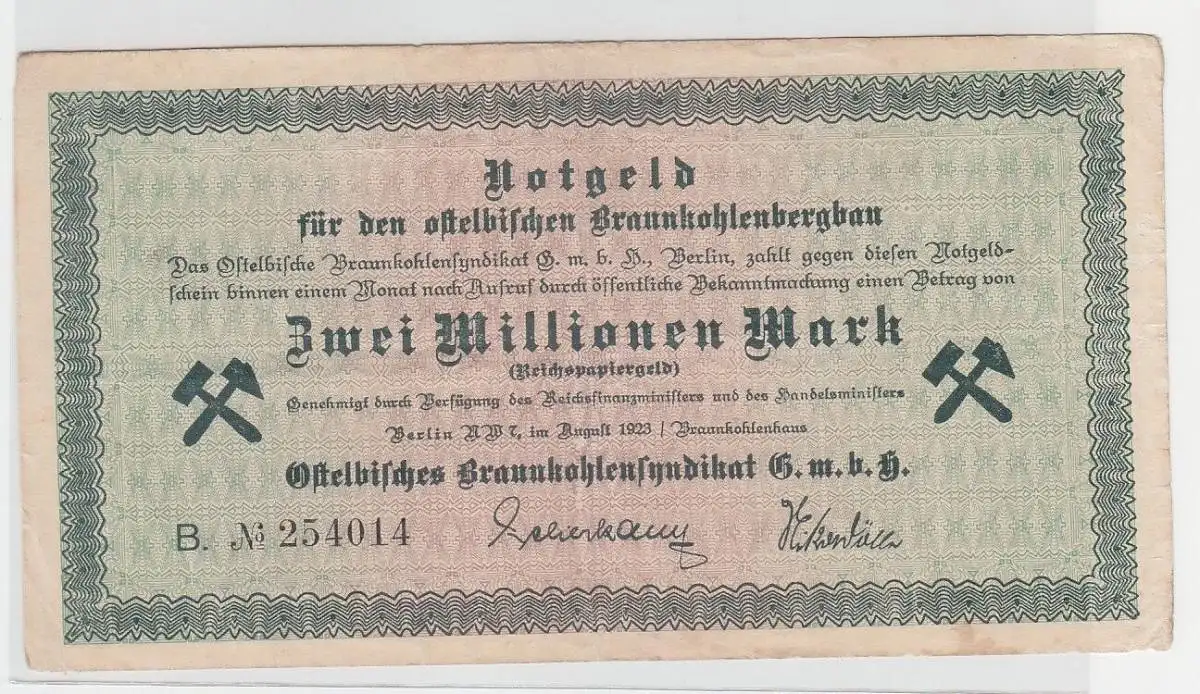 Notgeld
für den ostelbischen Braunkohlenbergbau
Das Ostelbische Braunkohlensyndikat G. m. b. H., Berlin, zahlt gegen diesen Notgeld-
schein binnen einem Monat nach Aufruf durch öffentliche Bekanntmachung einen Betrag von
Zwei Millionen Mark
(Reichspapiergeld)
Genehmigt durch Verfügung des Reichsfinanzministers und des Handelsministers
Berlin NW 7, im August 1923 / Braunkohlenhaus
Ostelbisches Braunkohlensyndikat G. m. b. H.
B. № 254014